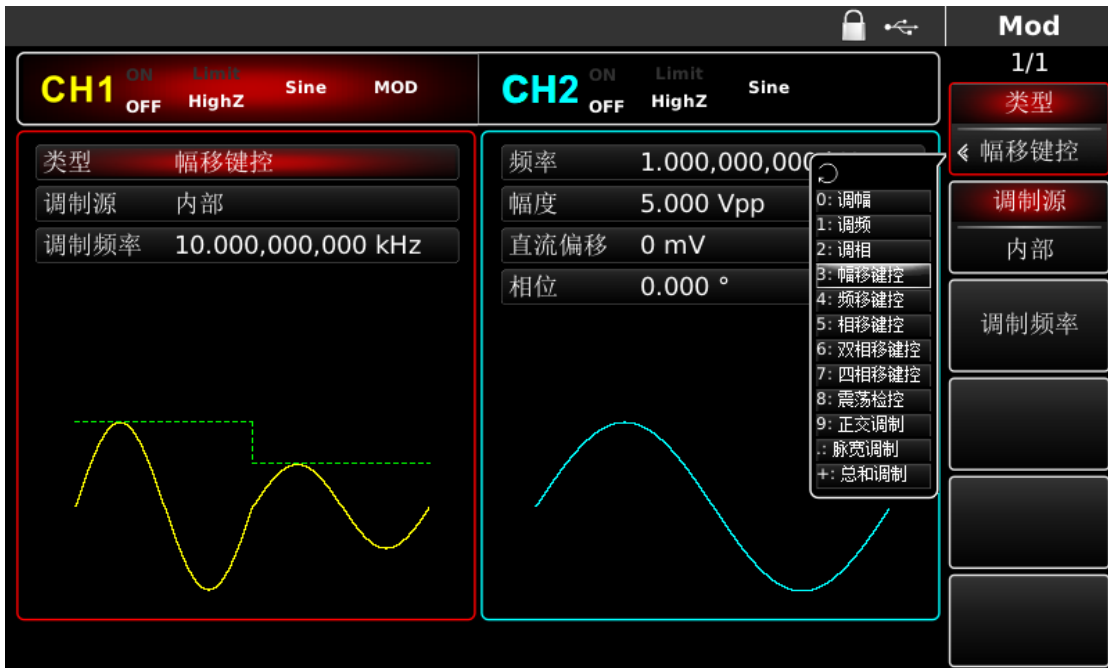 Mod
1/1
CH1 ON OFF Limit HighZ Sine MOD
CH2 ON OFF Limit HighZ Sine
类型 幅移键控
调制源 内部
调制频率 10.000,000,000 kHz
频率 1.000,000,000
幅度 5.000 Vpp
直流偏移 0 mV
相位 0.000 °
0: 调幅
1: 调频
2: 调相
3: 幅移键控
4: 频移键控
5: 相移键控
6: 双相移键控
7: 四相移键控
8: 震荡检控
9: 正交调制
.: 脉宽调制
+: 总和调制
类型
« 幅移键控
调制源
内部
调制频率